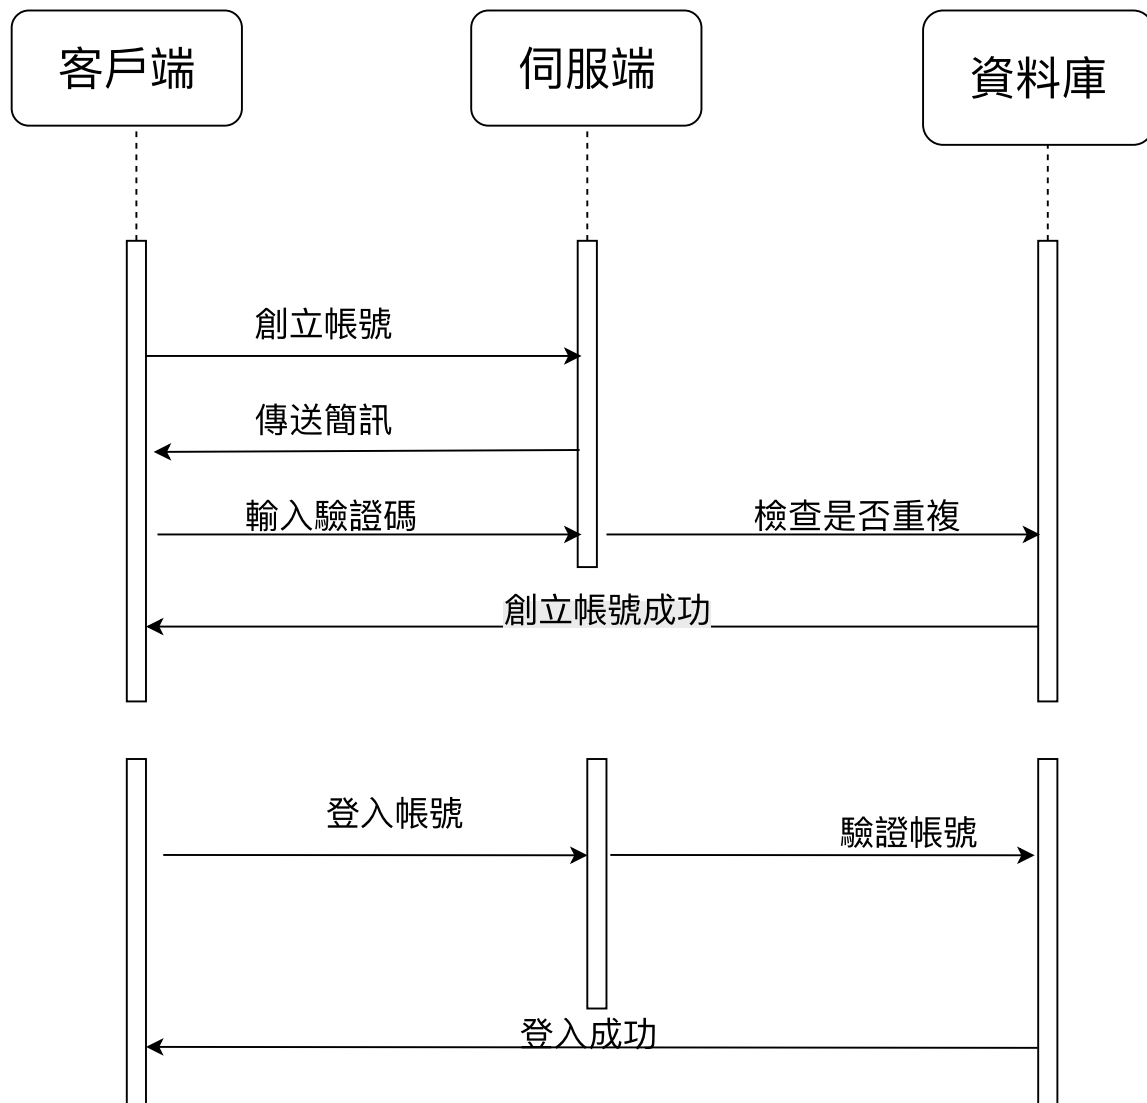 客戶端
伺服端
資料庫
創立帳號
傳送簡訊
輸入驗證碼
檢查是否重複
創立帳號成功
登入帳號
驗證帳號
登入成功